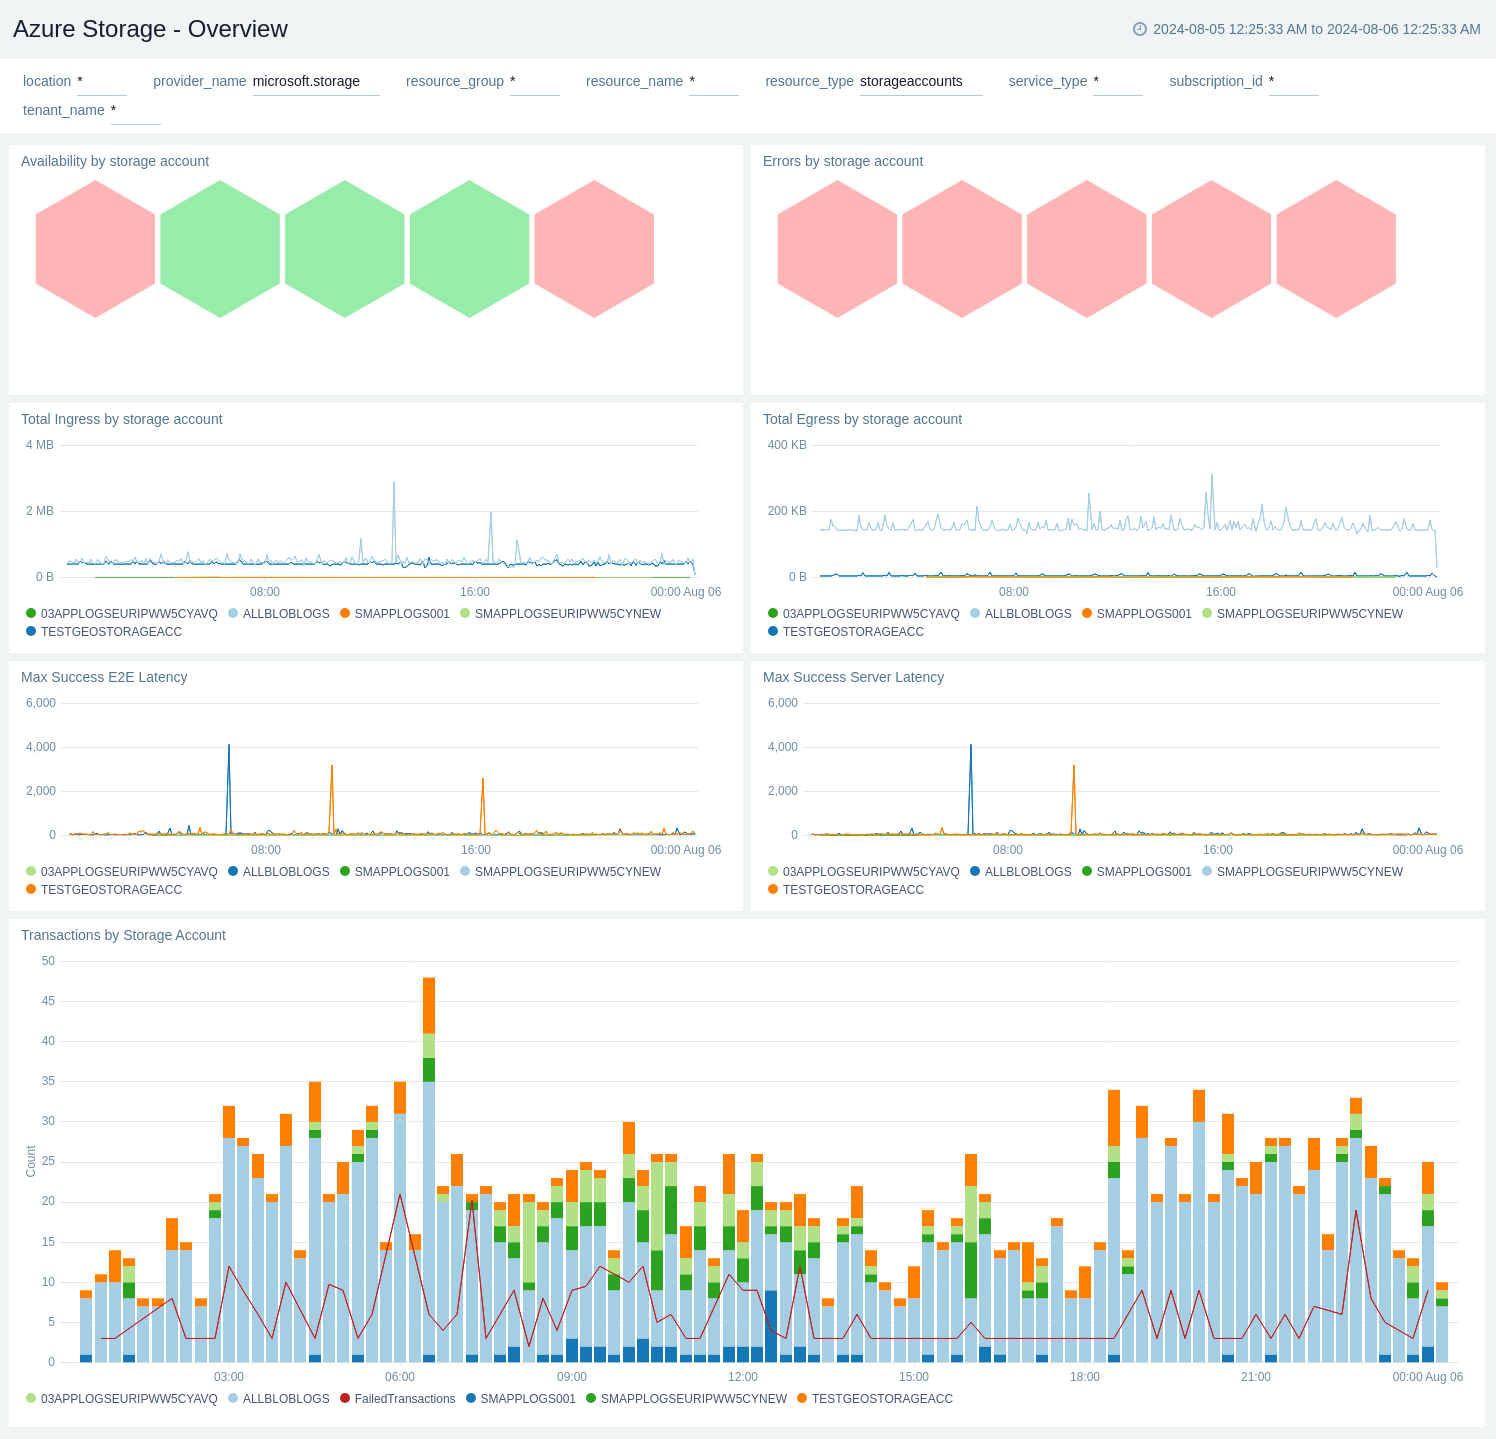 Azure Storage - Overview
2024-08-05 12:25:33 AM to 2024-08-06 12:25:33 AM
location * provider_name microsoft.storage resource_group * resource_name * resource_type storageaccounts service_type * subscription_id *
tenant_name *
Availability by storage account
Errors by storage account
Total Ingress by storage account
4 MB
2 MB
0 B
08:00 16:00 00:00 Aug 06
03APPLOGSEURIPWW5CYAVQ ALLBLOBLOGS SMAPPLOGS001 SMAPPLOGSEURIPWW5CYNEW
TESTGEOSTORAGEACC
Total Egress by storage account
400 KB
200 KB
0 B
08:00 16:00 00:00 Aug 06
03APPLOGSEURIPWW5CYAVQ ALLBLOBLOGS SMAPPLOGS001 SMAPPLOGSEURIPWW5CYNEW
TESTGEOSTORAGEACC
Max Success E2E Latency
6,000
4,000
2,000
0
08:00 16:00 00:00 Aug 06
03APPLOGSEURIPWW5CYAVQ ALLBLOBLOGS SMAPPLOGS001 SMAPPLOGSEURIPWW5CYNEW
TESTGEOSTORAGEACC
Max Success Server Latency
6,000
4,000
2,000
0
08:00 16:00 00:00 Aug 06
03APPLOGSEURIPWW5CYAVQ ALLBLOBLOGS SMAPPLOGS001 SMAPPLOGSEURIPWW5CYNEW
TESTGEOSTORAGEACC
Transactions by Storage Account
Count
50
45
40
35
30
25
20
15
10
5
0
03:00 06:00 09:00 12:00 15:00 18:00 21:00 00:00 Aug 06
03APPLOGSEURIPWW5CYAVQ ALLBLOBLOGS FailedTransactions SMAPPLOGS001 SMAPPLOGSEURIPWW5CYNEW TESTGEOSTORAGEACC